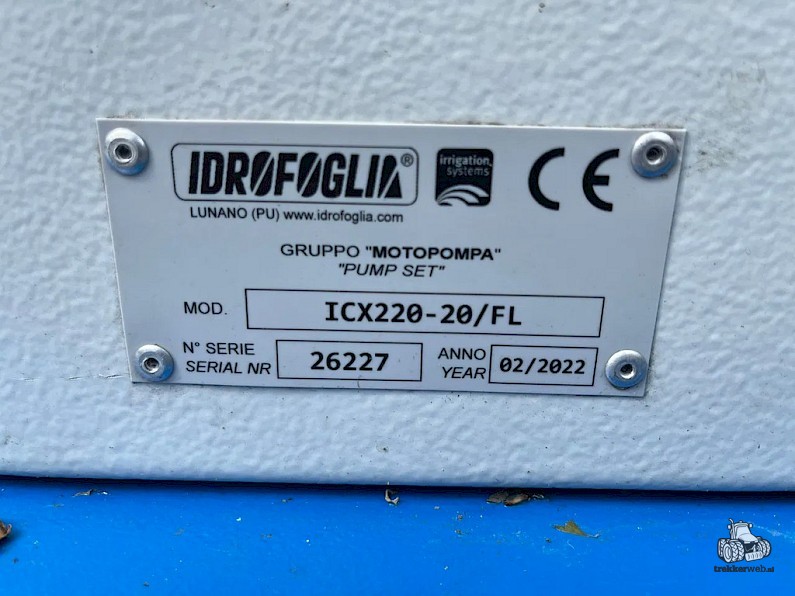 IDROFOGLIA®
irrigation
systems
CE
LUNANO (PU) www.idrofoglia.com
GRUPPO "MOTOPOMPA"
"PUMP SET"
MOD. ICX220-20/FL
N° SERIE
SERIAL NR 26227
ANNO
YEAR 02/2022
trekkerweb.nl